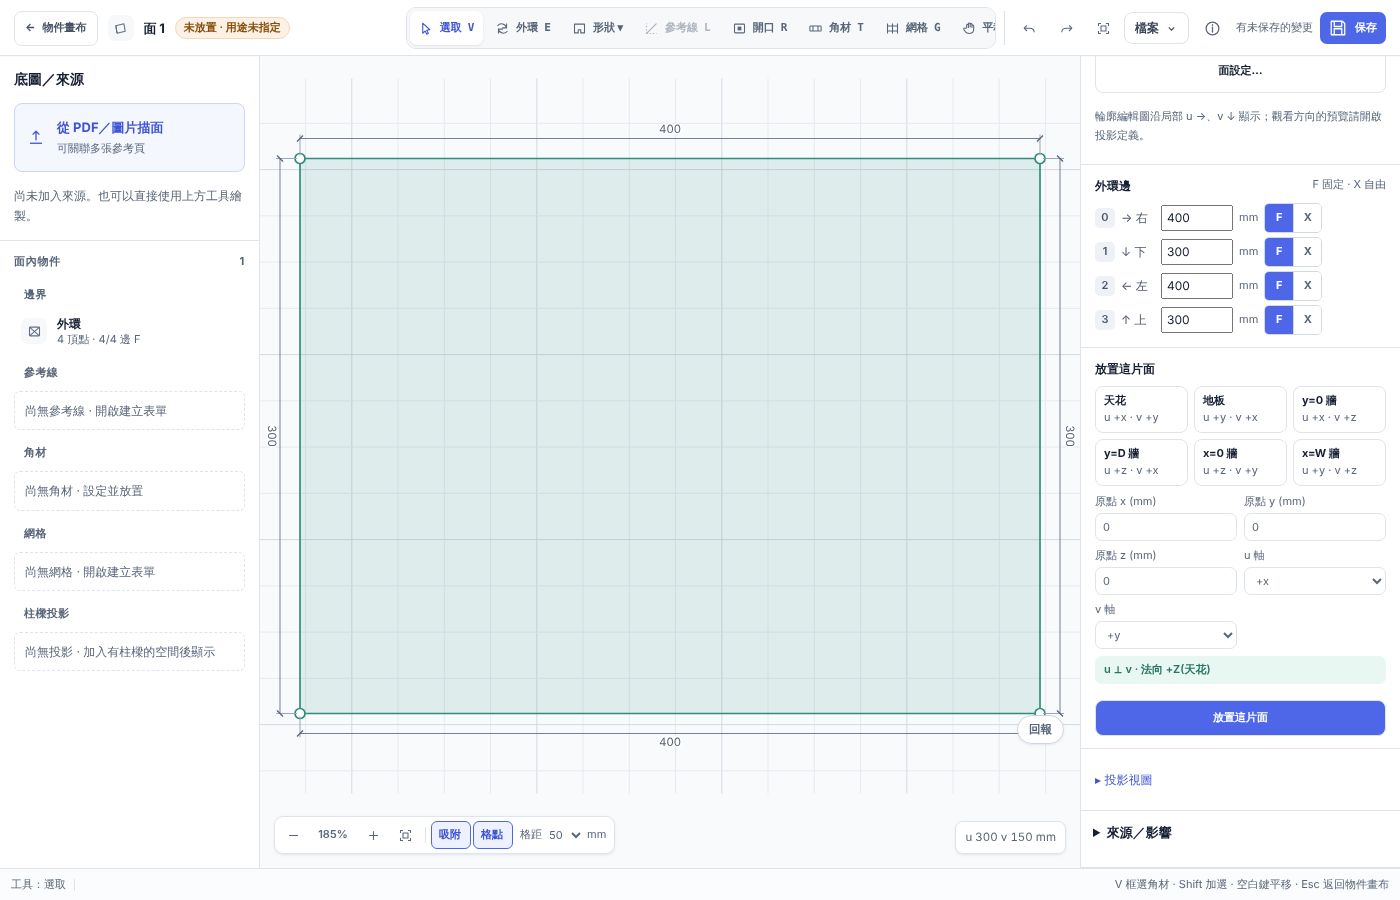 ← 物件畫布
面 1
未放置 · 用途未指定
選取 V
外環 E
形狀▾
參考線 L
開口 R
角材 T
網格 G
檔案
有未保存的變更
保存
底圖／來源
從 PDF／圖片描面
可關聯多張參考頁
尚未加入來源。也可以直接使用上方工具繪
製。
面內物件 1
邊界
外環
4 頂點 · 4/4 邊 F
參考線
尚無參考線 · 開啟建立表單
角材
尚無角材 · 設定並放置
網格
尚無網格 · 開啟建立表單
柱樑投影
尚無投影 · 加入有柱樑的空間後顯示
400
300
300
400
回報
− 185% +
吸附
格點
格距 50 mm
u 300 v 150 mm
面設定...
輪廓編輯圖沿局部 u →、v ↓ 顯示；觀看方向的預覽請開啟
投影定義。
外環邊 F 固定 · X 自由
0 → 右 400 mm F X
1 ↓ 下 300 mm F X
2 ← 左 400 mm F X
3 ↑ 上 300 mm F X
放置這片面
天花
u +x · v +y
地板
u +y · v +x
y=0 牆
u +x · v +z
y=D 牆
u +z · v +x
x=0 牆
u +z · v +y
x=W 牆
u +y · v +z
原點 x (mm)
0
原點 y (mm)
0
原點 z (mm)
0
u 軸
+x
v 軸
+y
u ⊥ v · 法向 +Z(天花)
放置這片面
▸ 投影視圖
▶ 來源／影響
工具：選取
V 框選角材 · Shift 加選 · 空白鍵平移 · Esc 返回物件畫布